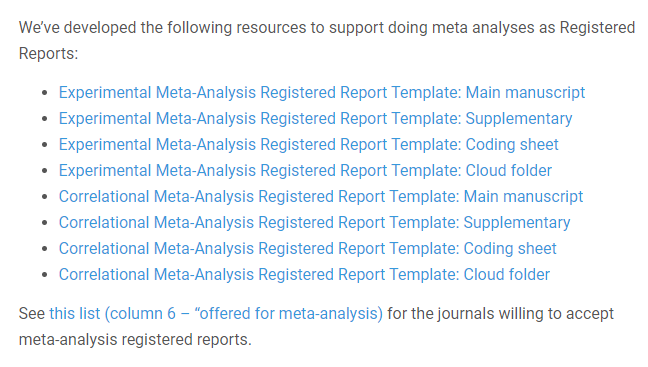 We’ve developed the following resources to support doing meta analyses as Registered
Reports:
• Experimental Meta-Analysis Registered Report Template: Main manuscript
• Experimental Meta-Analysis Registered Report Template: Supplementary
• Experimental Meta-Analysis Registered Report Template: Coding sheet
• Experimental Meta-Analysis Registered Report Template: Cloud folder
• Correlational Meta-Analysis Registered Report Template: Main manuscript
• Correlational Meta-Analysis Registered Report Template: Supplementary
• Correlational Meta-Analysis Registered Report Template: Coding sheet
• Correlational Meta-Analysis Registered Report Template: Cloud folder
See this list (column 6 – “offered for meta-analysis) for the journals willing to accept
meta-analysis registered reports.